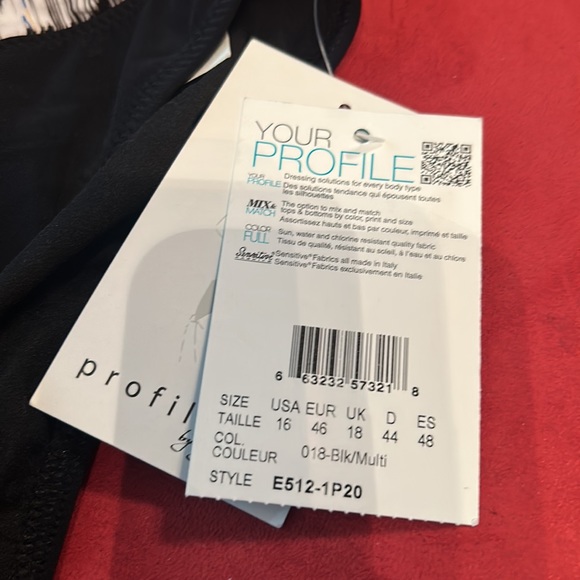 YOUR
PROFILE
YOUR
PROFILE
Dressing solutions for every body type
Des solutions tendance qui épousent toutes
les silhouettes
MIX&
MATCH
The option to mix and match
tops & bottoms by color, print and size
Assortissez hauts et bas par couleur, imprimé et taille
COLOR
FULL
Sun, water and chlorine resistant quality fabric
Tissu de qualité, résistant au soleil, à l'eau et au chlore
Sensitive®
FABRICS
Sensitive® Fabrics all made in Italy
Sensitive® Fabrics exclusivement en Italie
6 63232 57321 8
SIZE USA EUR UK D ES
TAILLE 16 46 18 44 48
COL.
COULEUR 018-Blk/Multi
STYLE E512-1P20
profil
by